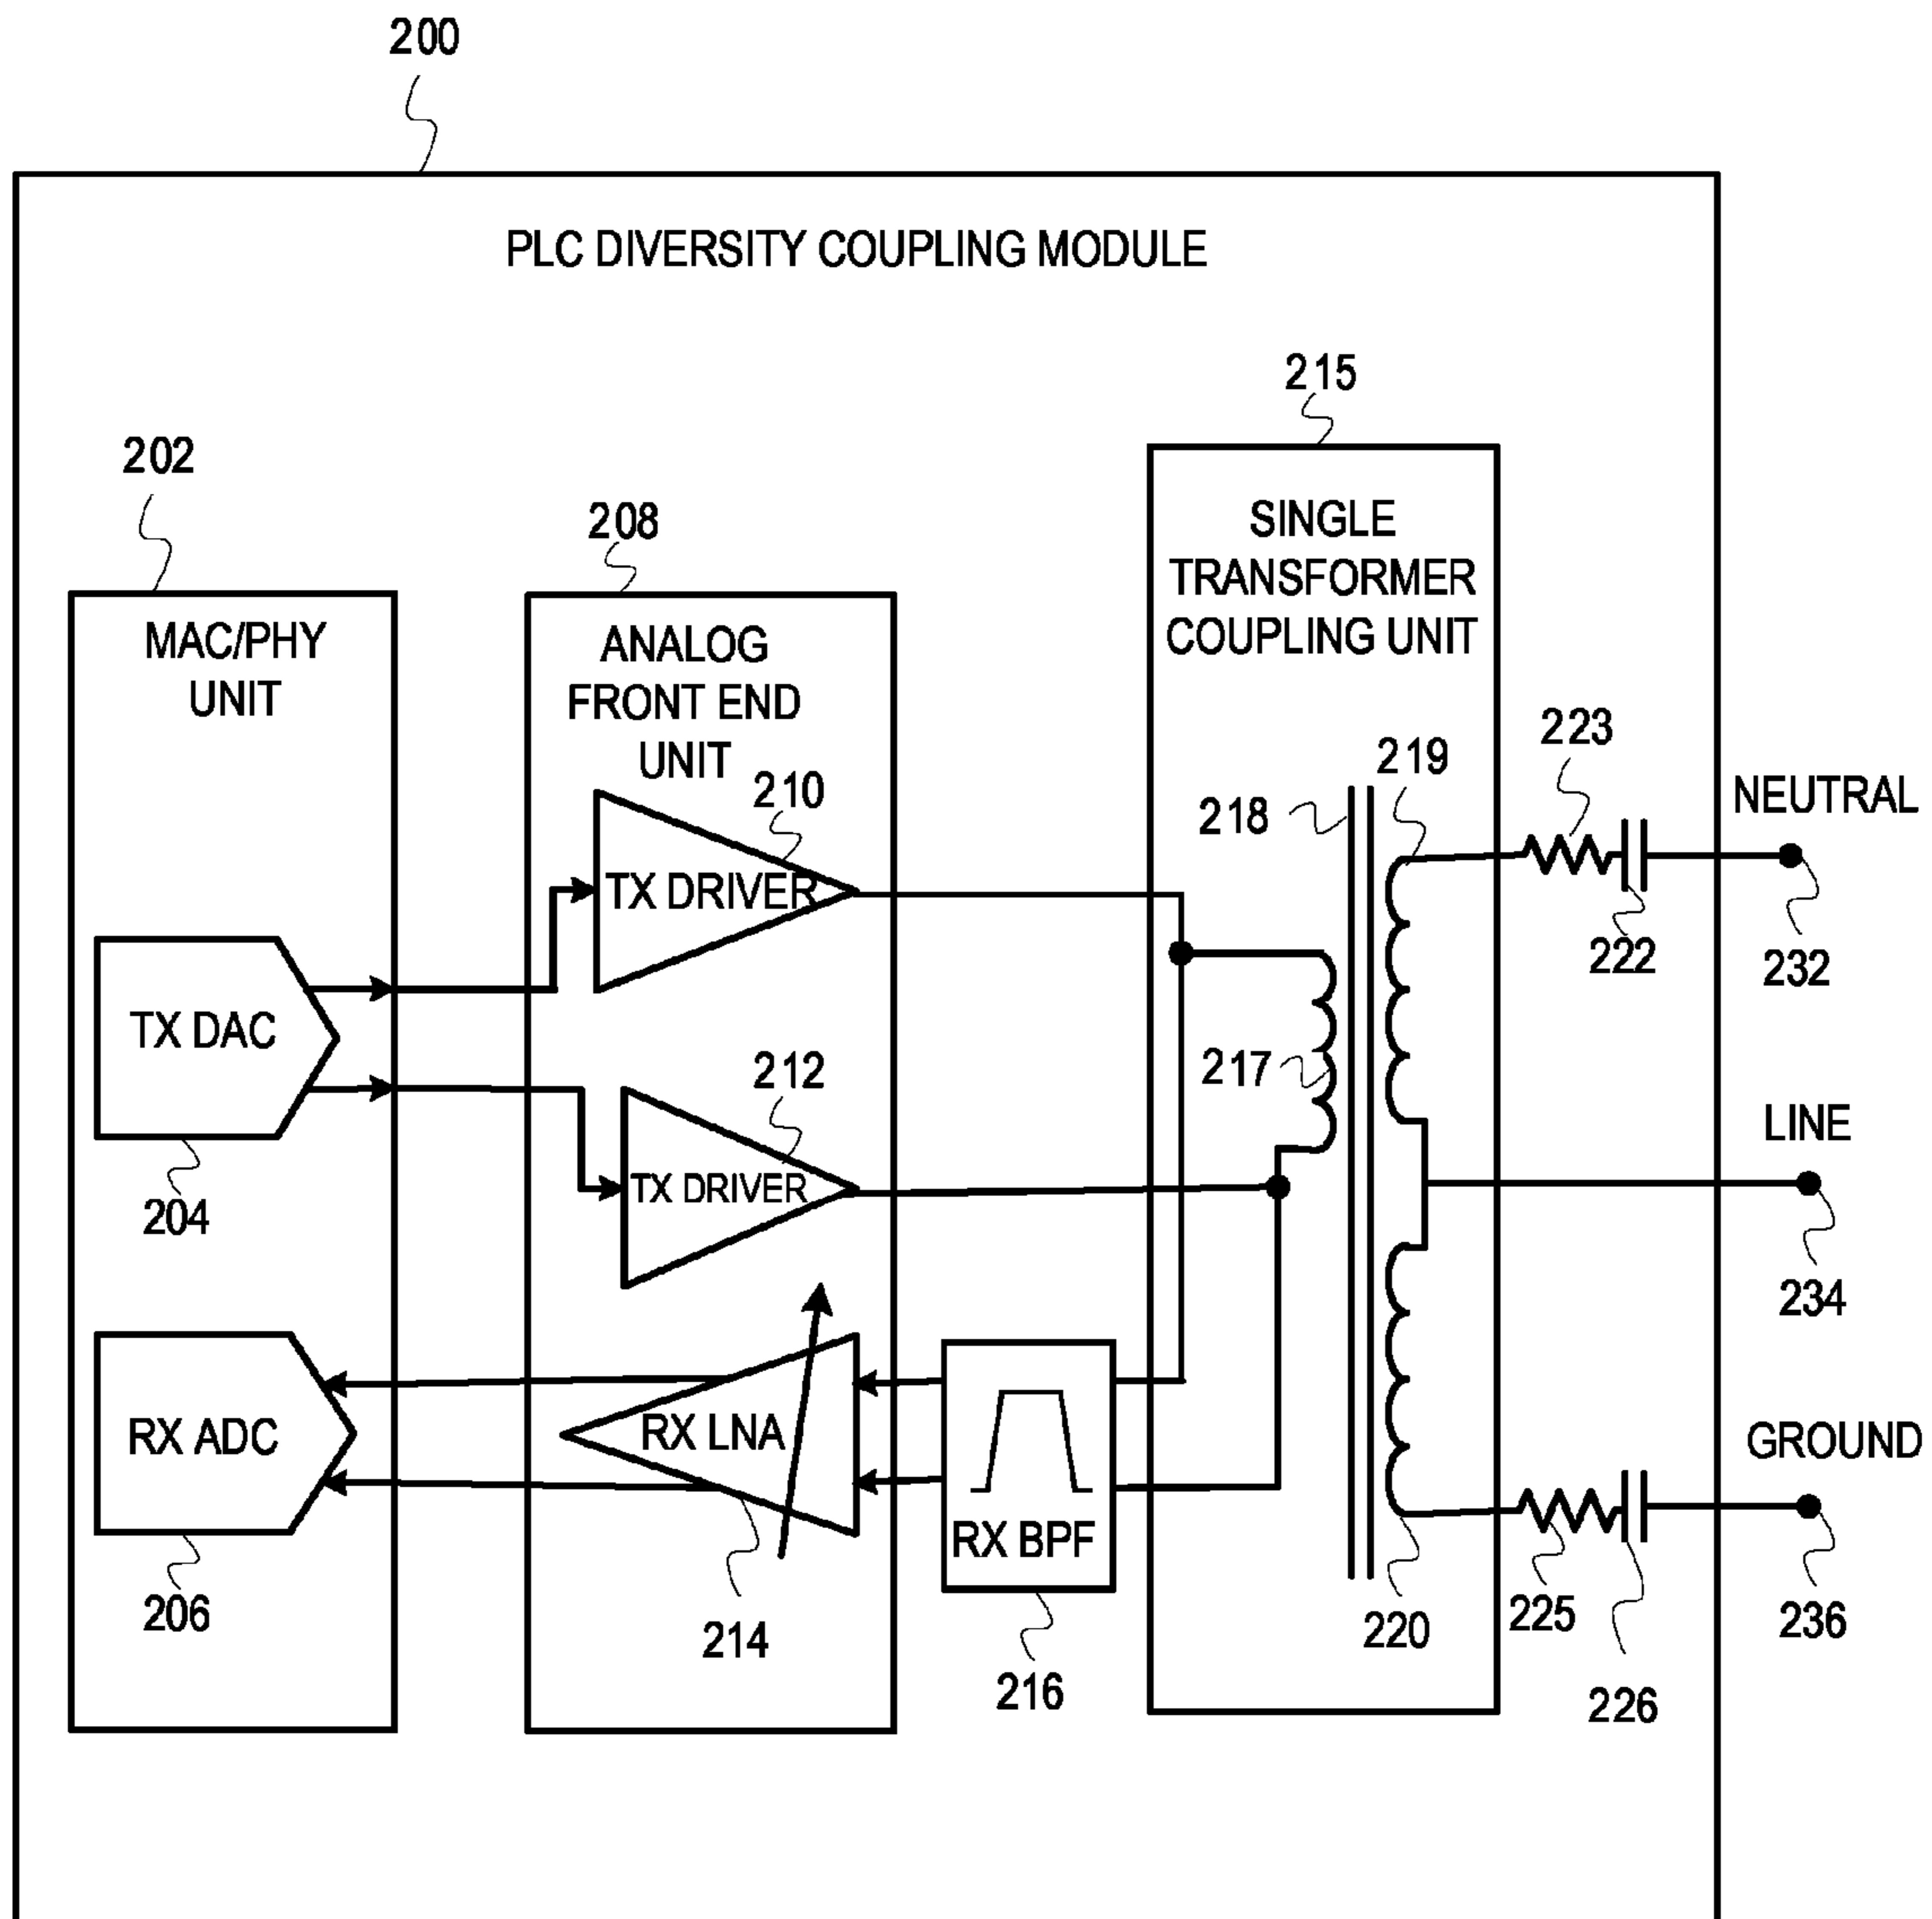 200
PLC DIVERSITY COUPLING MODULE
215
202
208
SINGLE
TRANSFORMER
COUPLING UNIT
MAC/PHY
UNIT
ANALOG
FRONT END
UNIT
210
218
219
223
NEUTRAL
TX DRIVER
222
232
TX DAC
212
217
LINE
TX DRIVER
204
234
RX ADC
RX LNA
RX BPF
GROUND
206
214
216
220
225
226
236